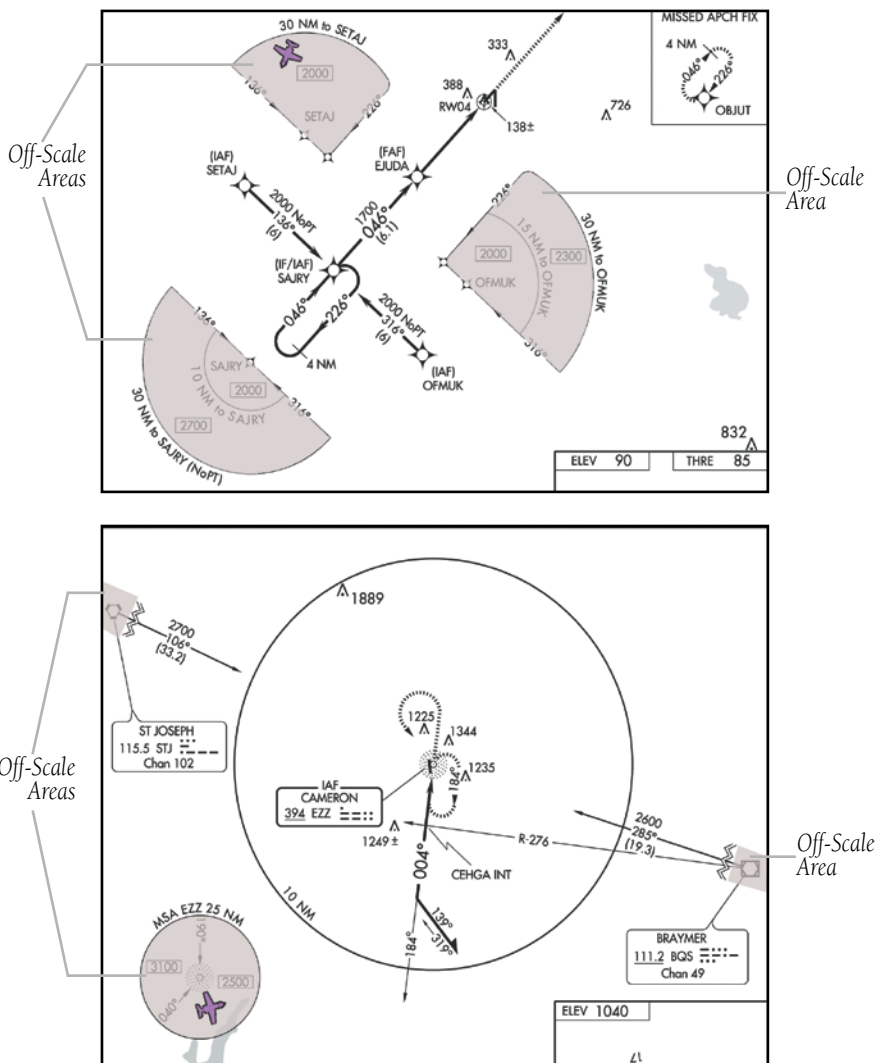 30 NM to SETAJ
2000
136°
226°
SETAJ
Off-Scale
Areas
(IAF)
SETAJ
2000 NoPT
136°
(6)
(IF/IAF)
SAJRY
046°
226°
4 NM
1700
046°
(6.1)
(FAF)
EJUDA
388
RW04
333
138±
726
MISSED APCH FIX
4 NM
046°
226°
OBJUT
Off-Scale
Area
226°
30 NM to OFMUK
15 NM to OFMUK
2000
2300
OFMUK
316°
2000 NoPT
316°
(6)
(IAF)
OFMUK
136°
SAJRY
2000
10 NM to SAJRY
316°
2700
30 NM to SAJRY (NoPT)
832
ELEV 90
THRE 85
Off-Scale
Areas
2700
106°
(33.2)
ST JOSEPH
115.5 STJ
Chan 102
1889
1225
1344
1235
184°
IAF
CAMERON
394 EZZ
1249±
004°
CEHGA INT
R-276
2600
285°
(19.3)
Off-Scale
Area
139°
319°
184°
10 NM
BRAYMER
111.2 BQS
Chan 49
MSA EZZ 25 NM
190°
3100
2500
040°
ELEV 1040
17